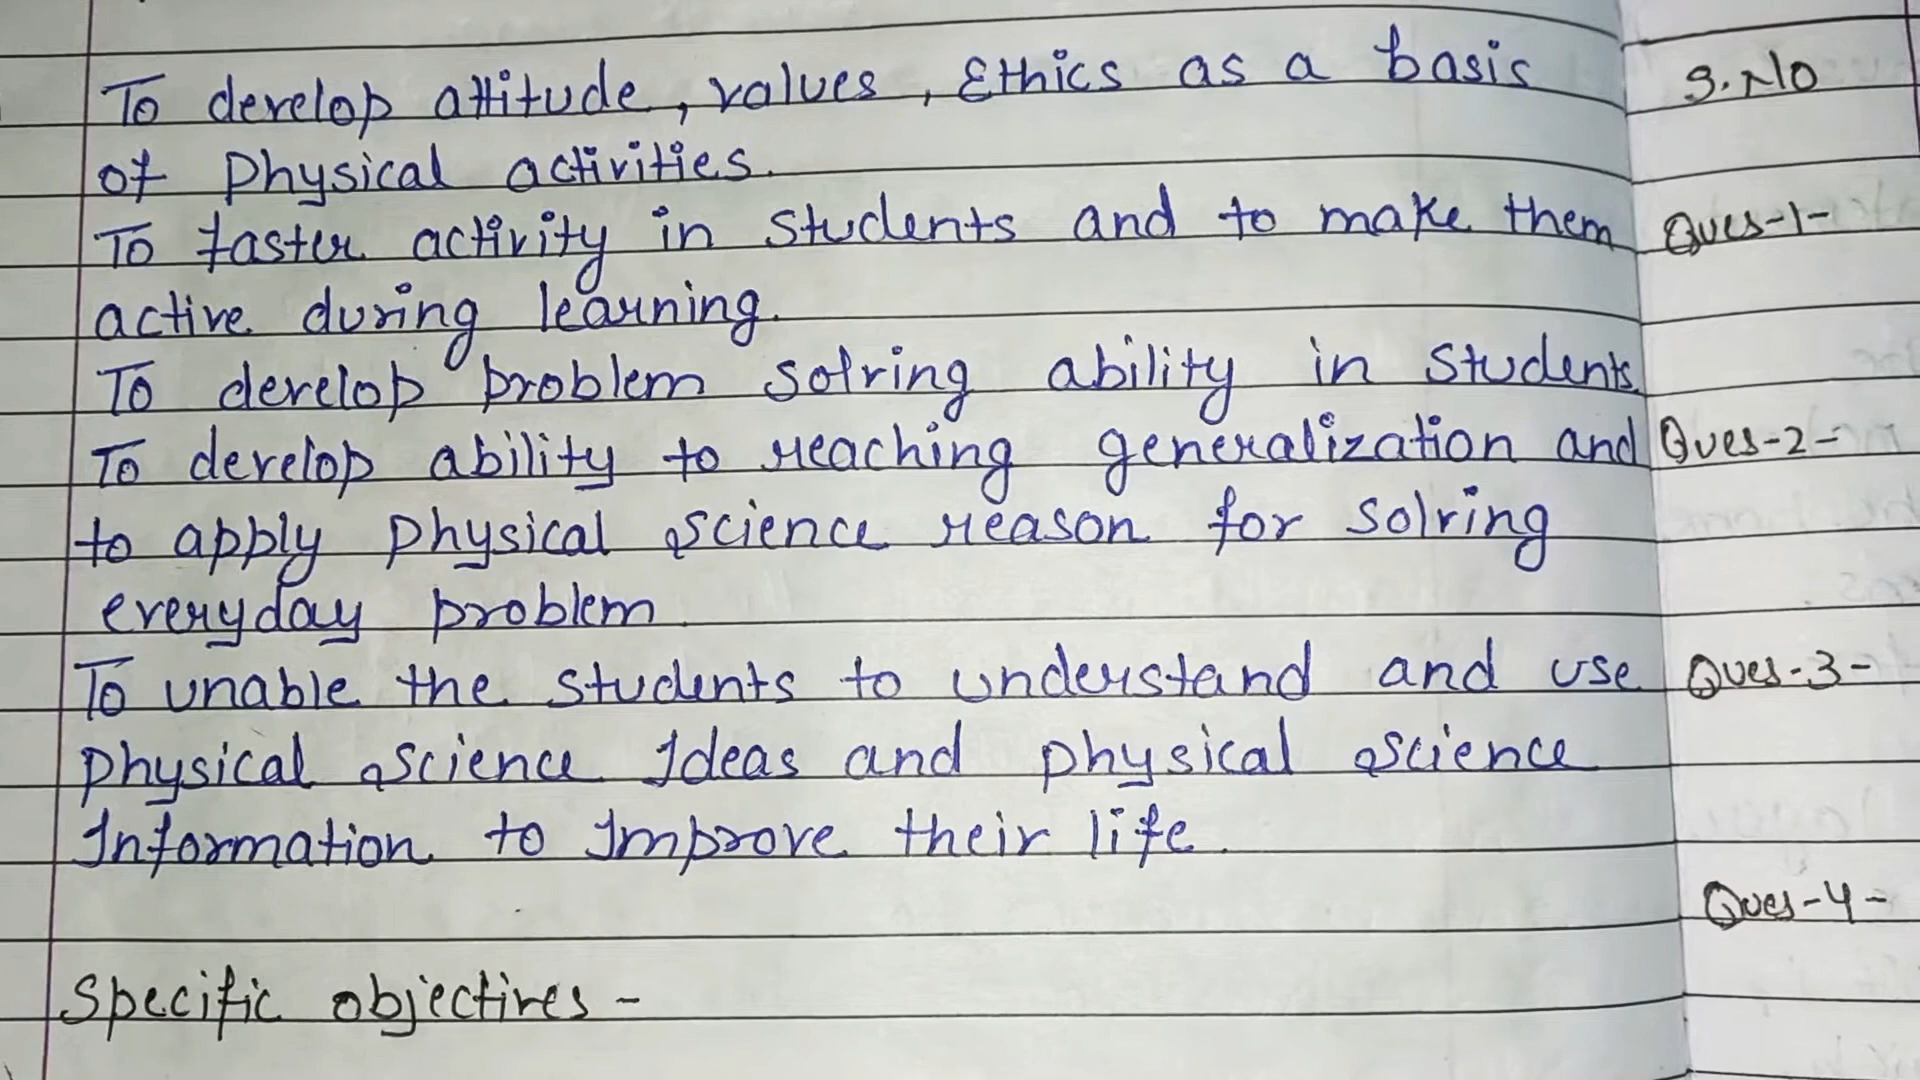 To develop attitude, values, Ethics as a basis
of Physical activities.
To faster activity in students and to make them
active during learning.
To develop problem solving ability in students.
To develop ability to reaching generalization and
to apply physical science reason for solving
everyday problem.
To unable the students to understand and use
physical science Ideas and physical science
Information to Improve their life.
Specific objectives -
S.No
Ques-1-
Ques-2-
Ques-3-
Ques-4-